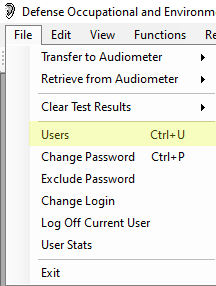 Defense Occupational and Environm
File Edit View Functions Re
Transfer to Audiometer
Retrieve from Audiometer
Clear Test Results
Users Ctrl+U
Change Password Ctrl+P
Exclude Password
Change Login
Log Off Current User
User Stats
Exit